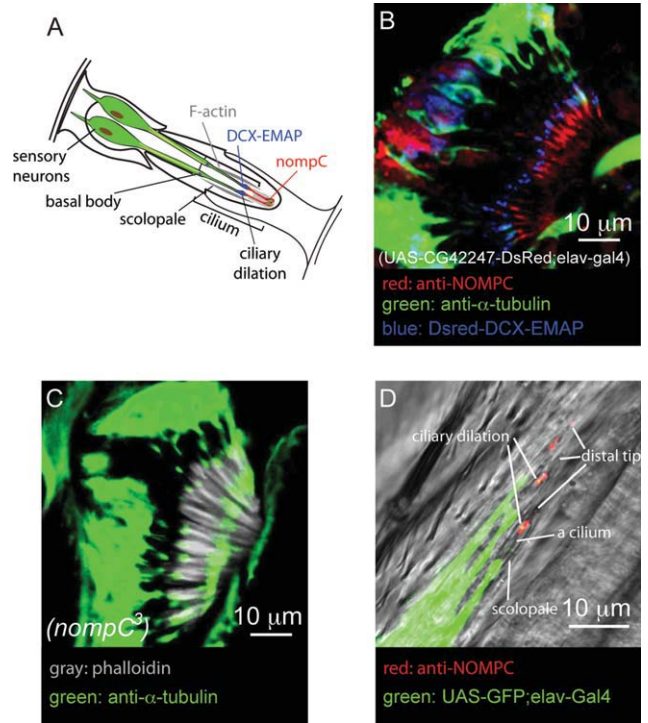 A
F-actin
DCX-EMAP
nompC
sensory
neurons
basal body
scolopale
cilium
ciliary
dilation
B
10 μm
(UAS-CG42247-DsRed;elav-gal4)
red: anti-NOMPC
green: anti-α-tubulin
blue: Dsred-DCX-EMAP
C
(nompC³)
10 μm
gray: phalloidin
green: anti-α-tubulin
D
ciliary dilation
distal tip
a cilium
scolopale
10 μm
red: anti-NOMPC
green: UAS-GFP;elav-Gal4